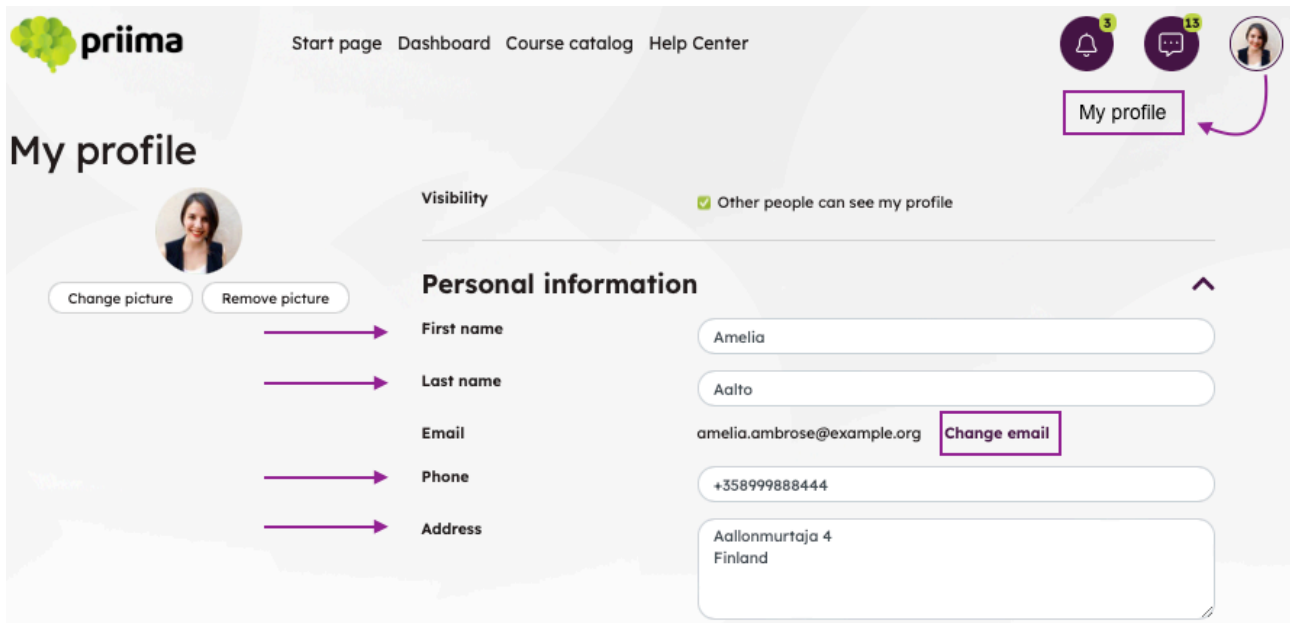 priima
Start page Dashboard Course catalog Help Center
3
13
My profile
My profile
Visibility
Other people can see my profile
Change picture
Remove picture
Personal information
First name
Amelia
Last name
Aalto
Email
amelia.ambrose@example.org Change email
Phone
+358999888444
Address
Aallonmurtaja 4
Finland